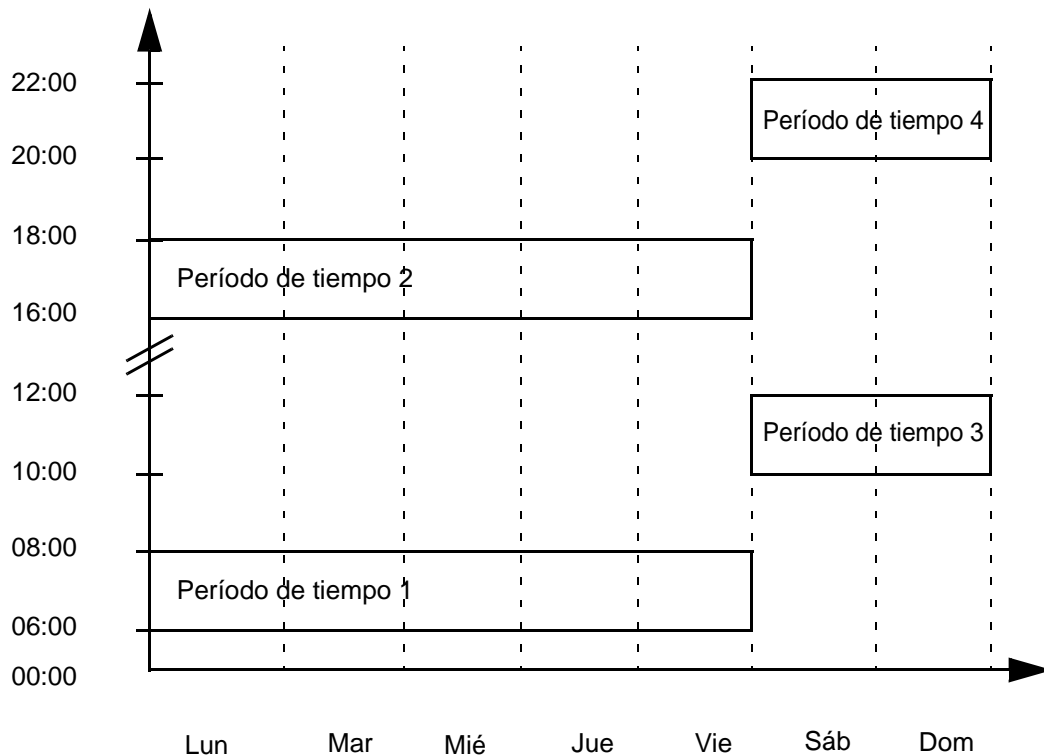 22:00
Período de tiempo 4
20:00
18:00
Período de tiempo 2
16:00
12:00
Período de tiempo 3
10:00
08:00
Período de tiempo 1
06:00
00:00
Lun Mar Mié Jue Vie Sáb Dom